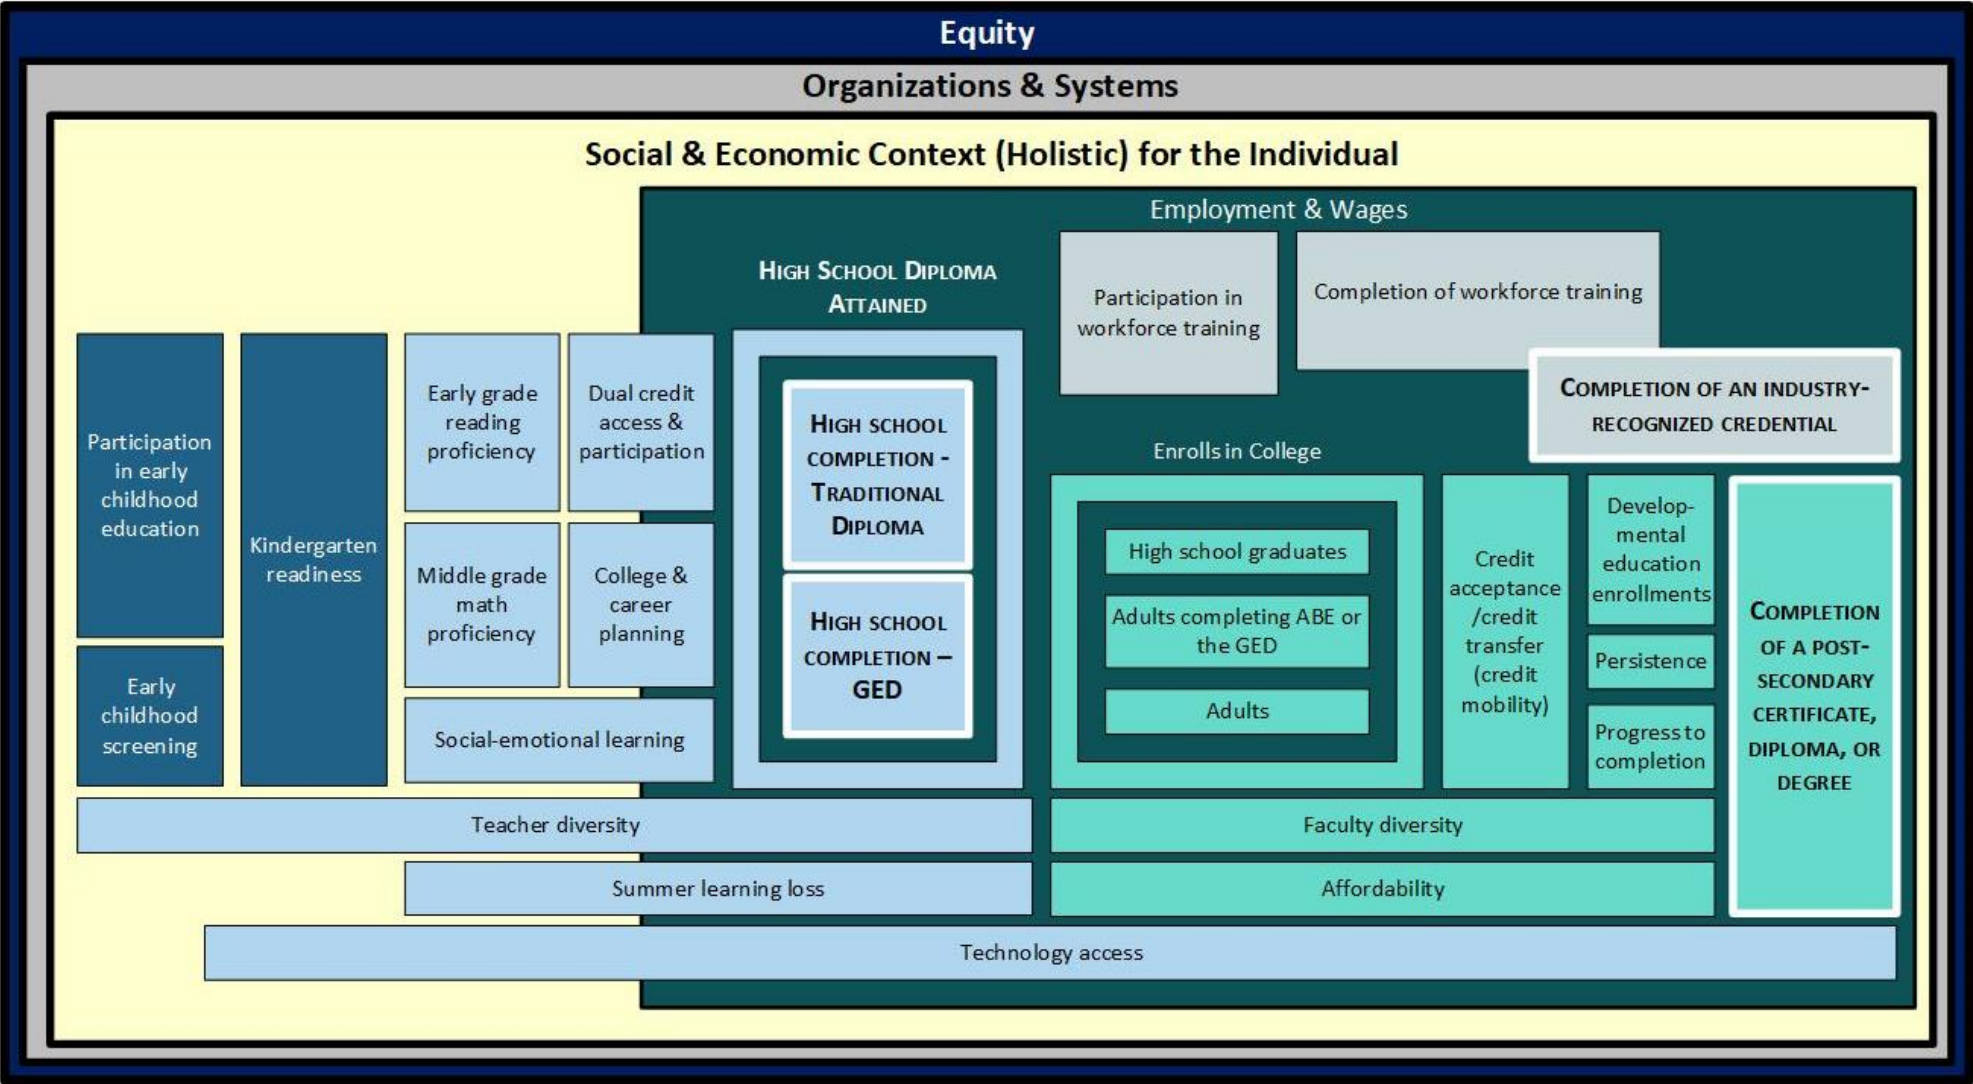 Equity
Organizations & Systems
Social & Economic Context (Holistic) for the Individual
Employment & Wages
HIGH SCHOOL DIPLOMA
ATTAINED
Participation in
workforce training
Completion of workforce training
COMPLETION OF AN INDUSTRY-
RECOGNIZED CREDENTIAL
Participation
in early
childhood
education
Early
childhood
screening
Kindergarten
readiness
Early grade
reading
proficiency
Dual credit
access &
participation
Middle grade
math
proficiency
College &
career
planning
Social-emotional learning
HIGH SCHOOL
COMPLETION -
TRADITIONAL
DIPLOMA
HIGH SCHOOL
COMPLETION –
GED
Enrolls in College
High school graduates
Adults completing ABE or
the GED
Adults
Credit
acceptance
/credit
transfer
(credit
mobility)
Develop-
mental
education
enrollments
Persistence
Progress to
completion
COMPLETION
OF A POST-
SECONDARY
CERTIFICATE,
DIPLOMA, OR
DEGREE
Teacher diversity
Faculty diversity
Summer learning loss
Affordability
Technology access